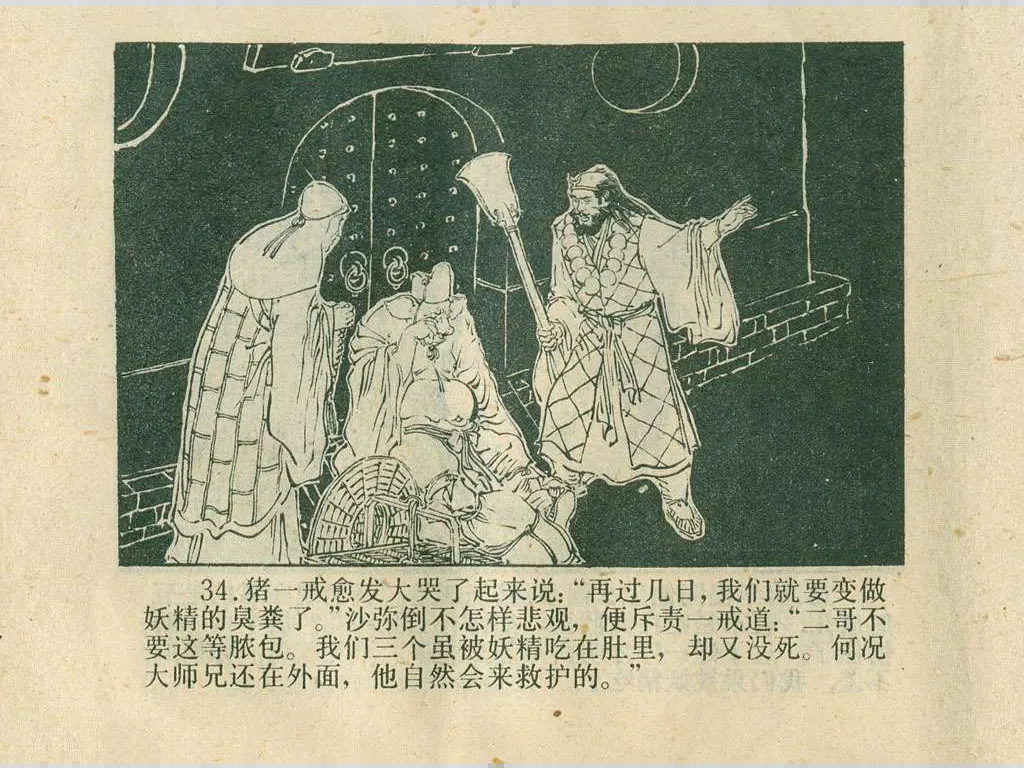 34.猪一戒愈发大哭了起来说：“再过几日，我们就要变做
妖精的臭粪了。”沙弥倒不怎样悲观，便斥责一戒道：“二哥不
要这等脓包。我们三个虽被妖精吃在肚里，却又没死。何况
大师兄还在外面，他自然会来救护的。”